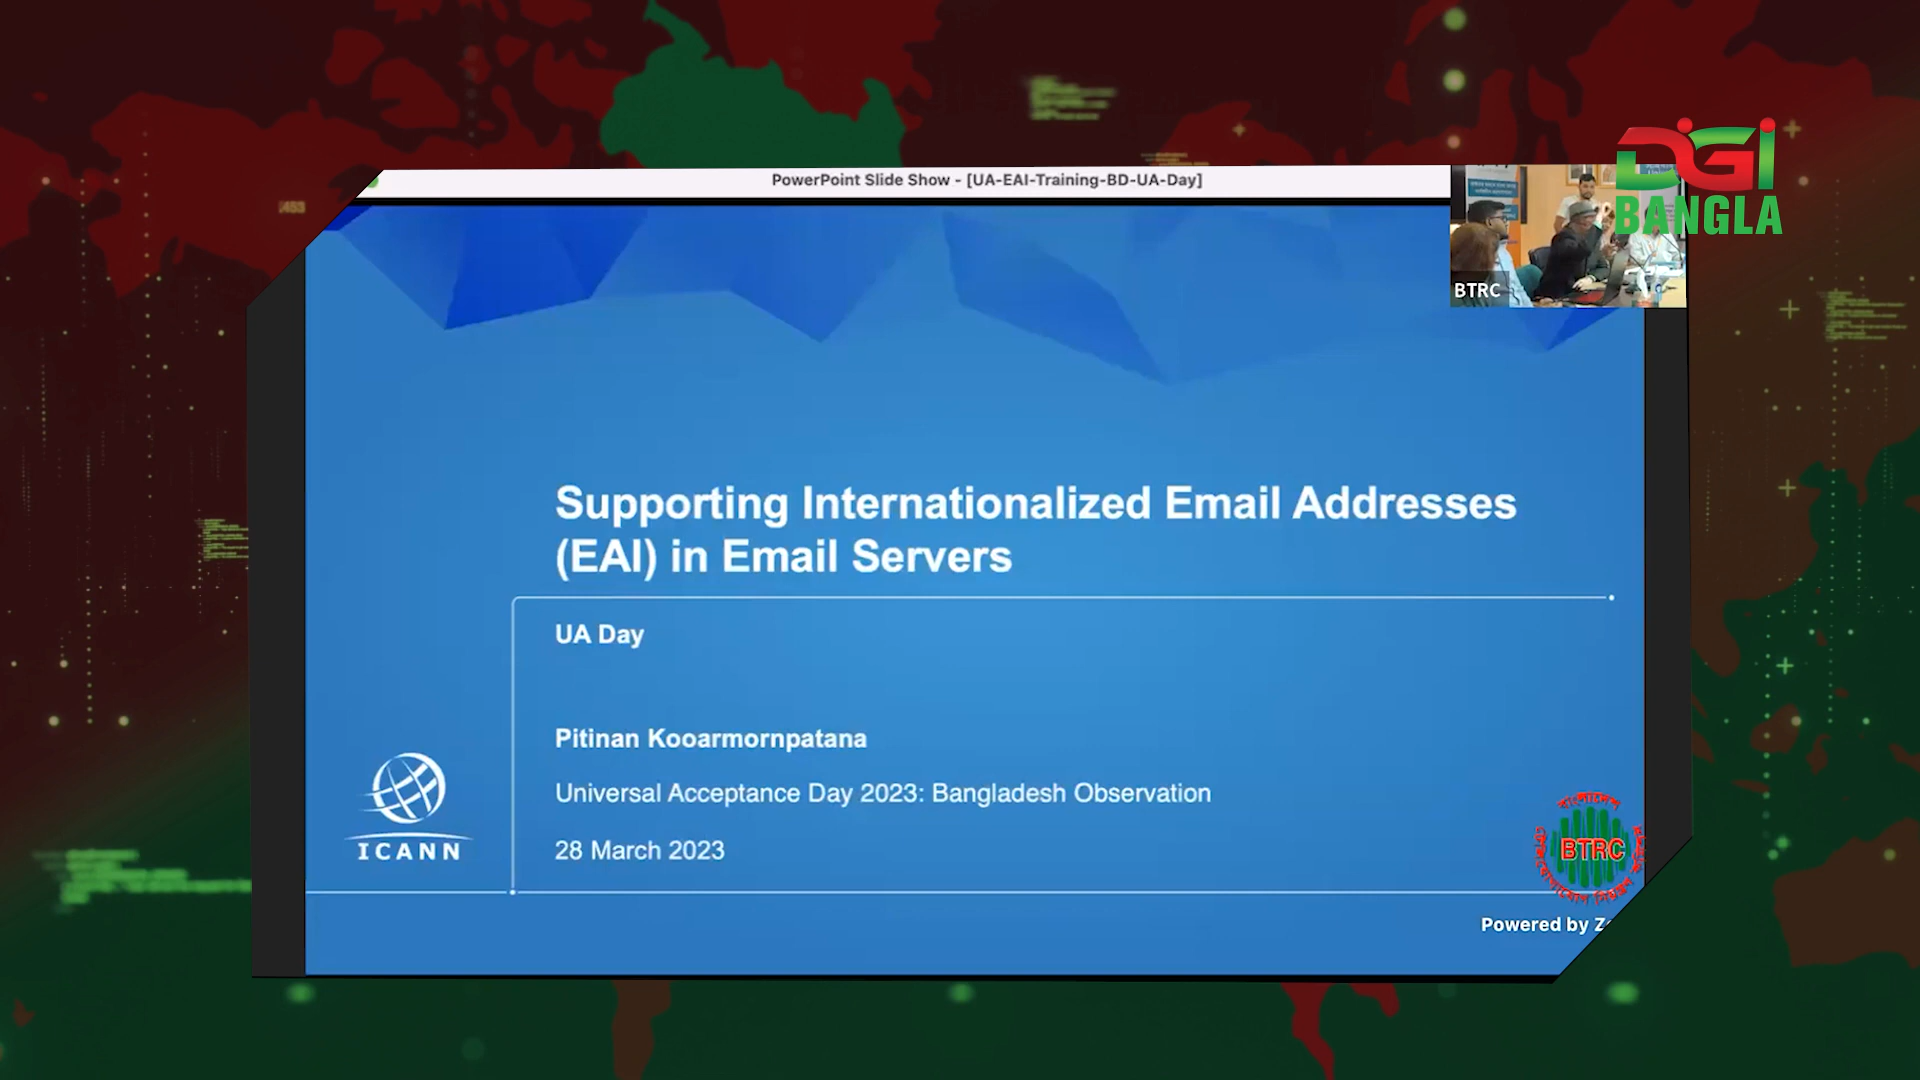 PowerPoint Slide Show - [UA-EAI-Training-BD-UA-Day]
DGI
BANGLA
BTRC
Supporting Internationalized Email Addresses
(EAI) in Email Servers
UA Day
Pitinan Kooarmornpatana
Universal Acceptance Day 2023: Bangladesh Observation
28 March 2023
ICANN
বাংলাদেশ
BTRC
Powered by